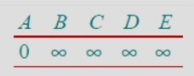 A B C D E
0 ∞ ∞ ∞ ∞